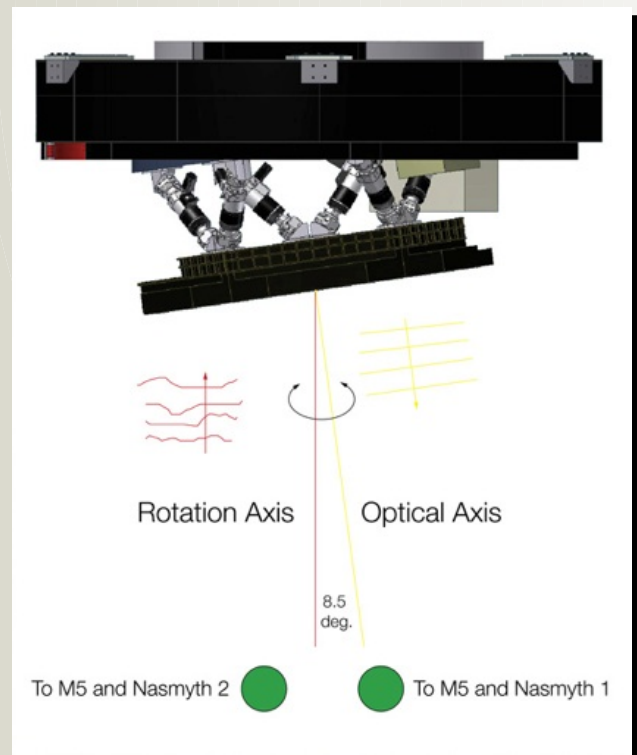 Rotation Axis
Optical Axis
8.5
deg.
To M5 and Nasmyth 2
To M5 and Nasmyth 1